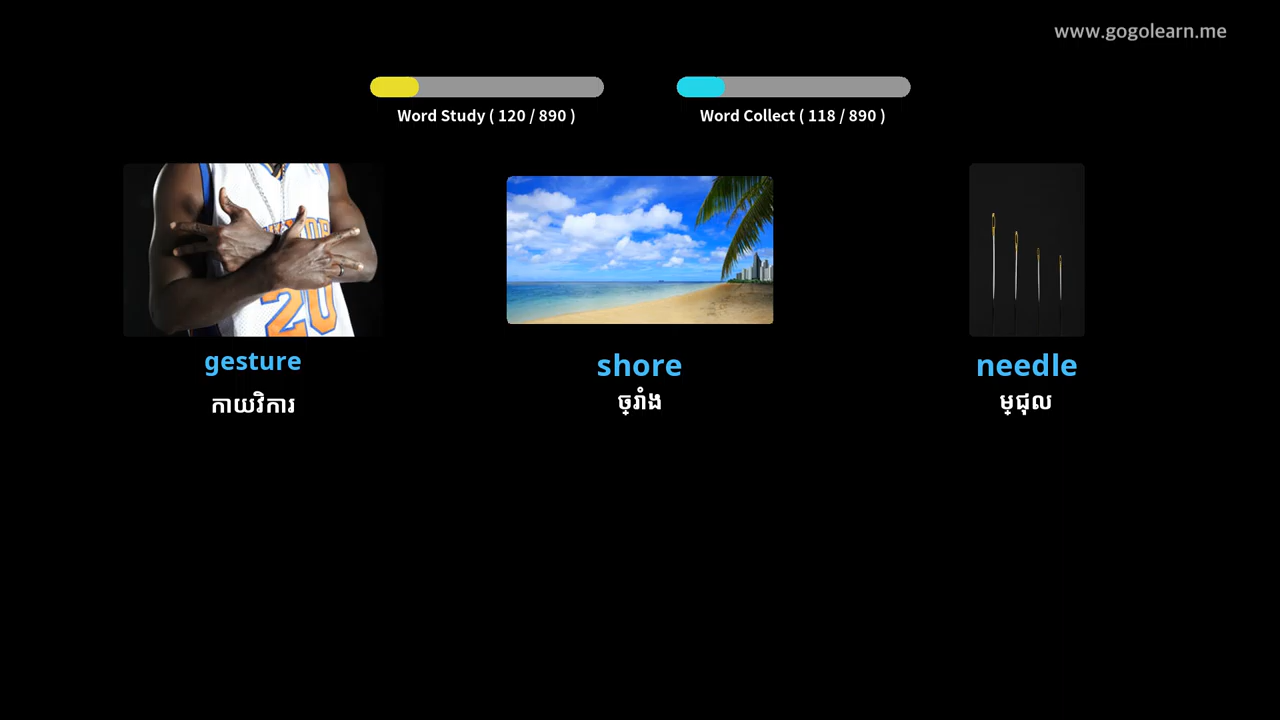 www.gogolearn.me
Word Study ( 120 / 890 )
Word Collect ( 118 / 890 )
20
gesture
shore
needle
កាយវិការ
ច្រាំង
ម្ជុល